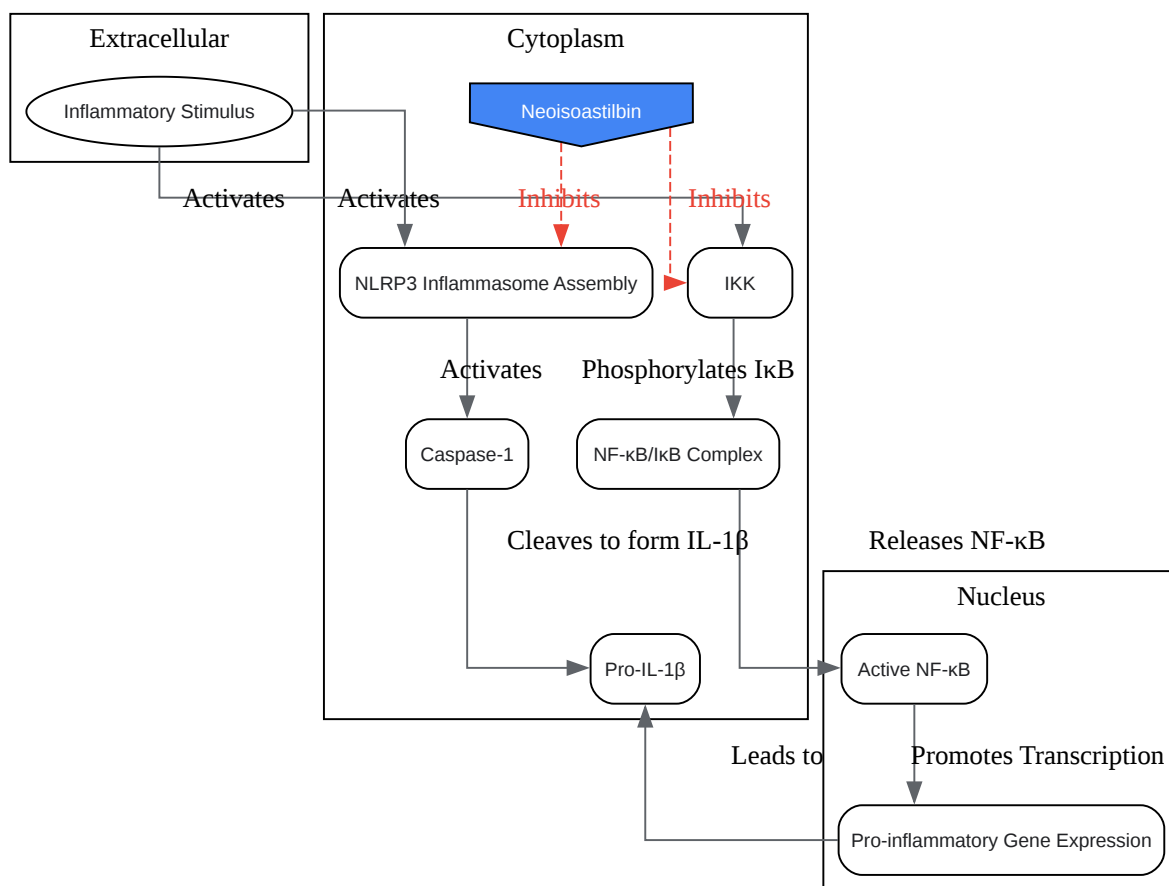 Extracellular
Cytoplasm
Inflammatory Stimulus
Neoisoastilbin
Activates
Activates
Inhibits
Inhibits
NLRP3 Inflammasome Assembly
IKK
Activates
Phosphorylates IκB
Caspase-1
NF-κB/IκB Complex
Cleaves to form IL-1β
Releases NF-κB
Nucleus
Pro-IL-1β
Active NF-κB
Leads to
Promotes Transcription
Pro-inflammatory Gene Expression